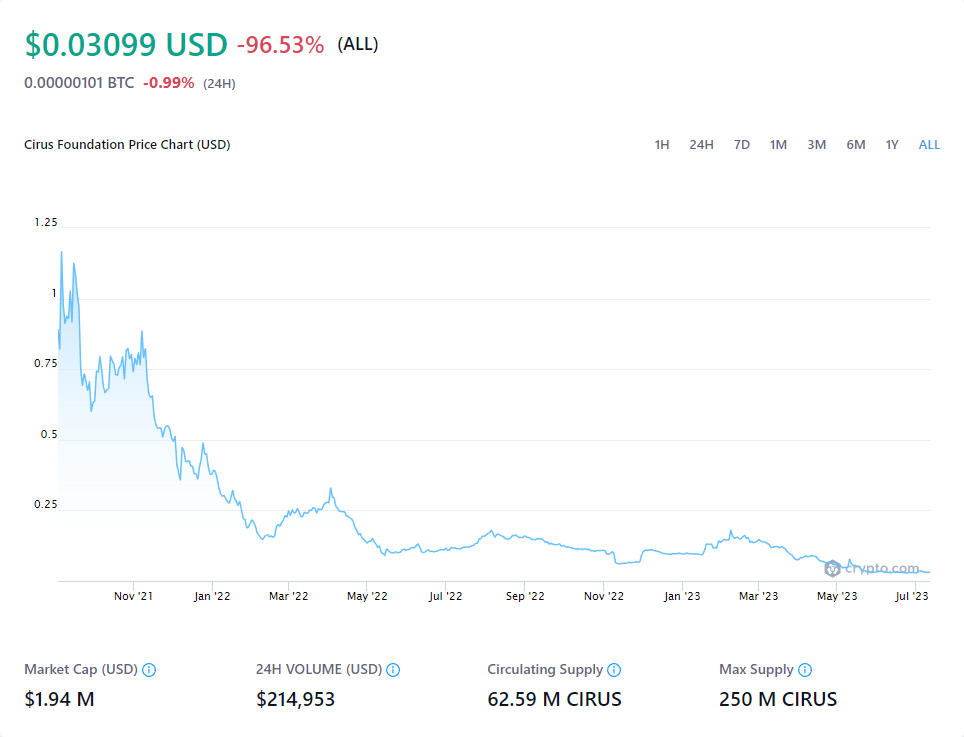 $0.03099 USD -96.53% (ALL)
0.00000101 BTC -0.99% (24H)
Cirus Foundation Price Chart (USD) 1H 24H 7D 1M 3M 6M 1Y ALL
1.25
1
0.75
0.5
0.25
crypto.com
Nov '21 Jan '22 Mar '22 May '22 Jul '22 Sep '22 Nov '22 Jan '23 Mar '23 May '23 Jul '23
Market Cap (USD) 24H VOLUME (USD) Circulating Supply Max Supply
$1.94 M $214,953 62.59 M CIRUS 250 M CIRUS